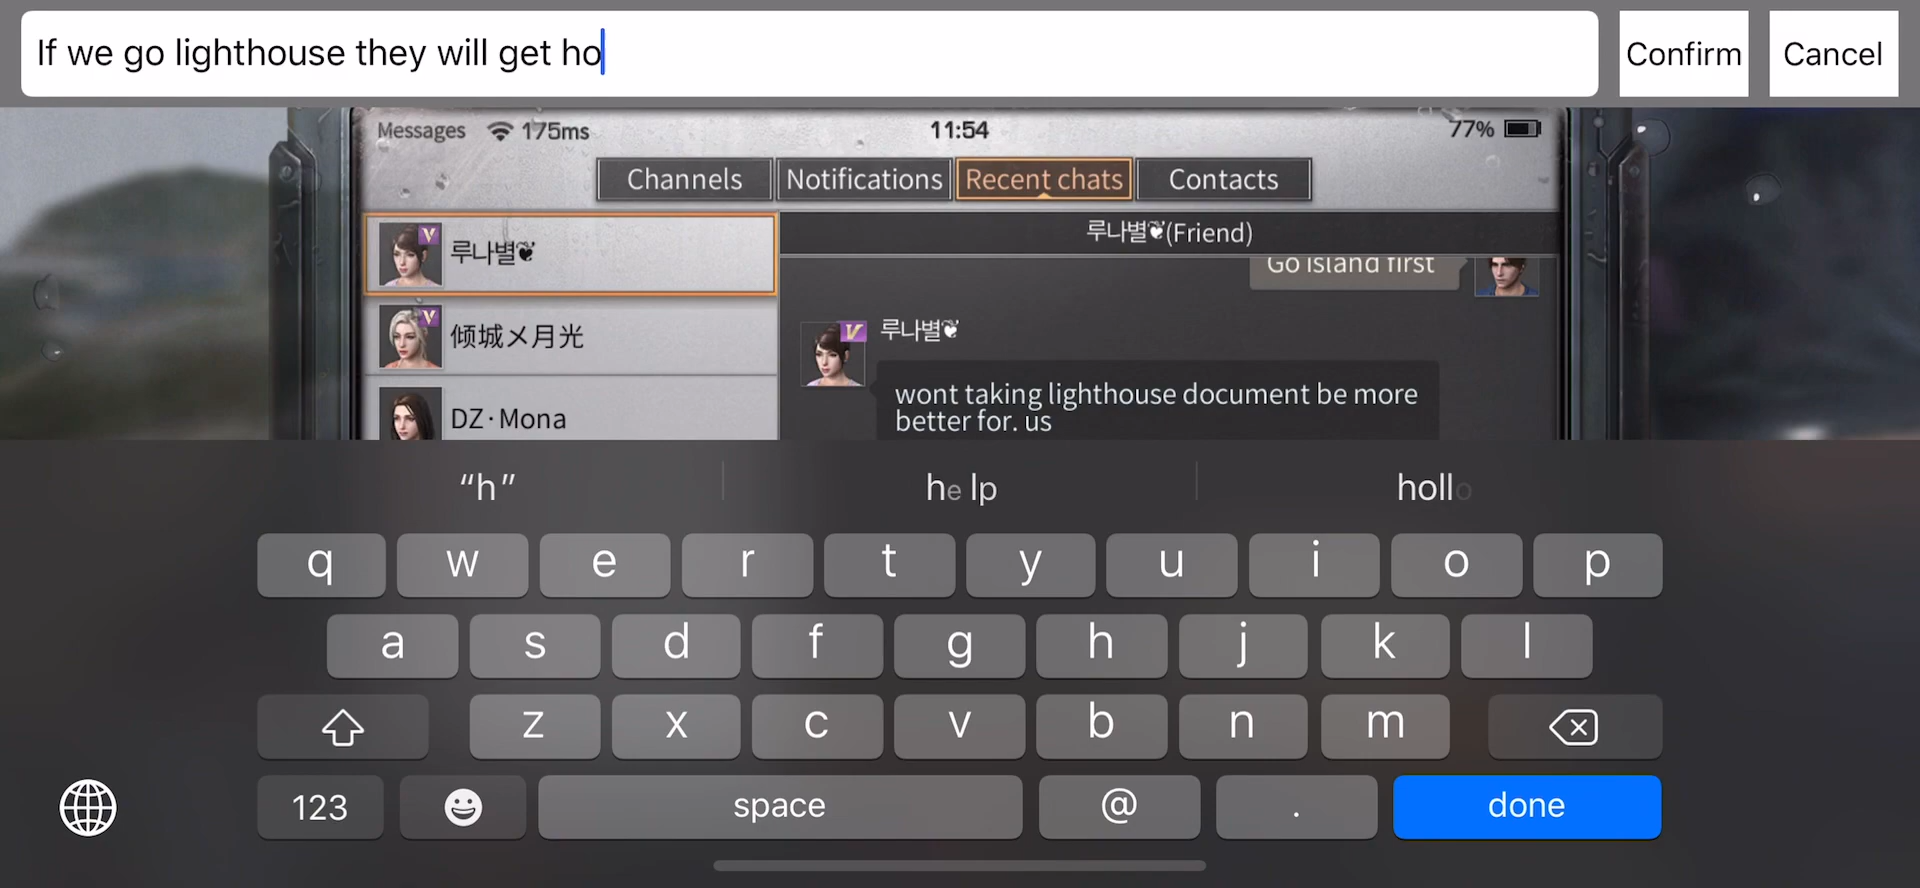 If we go lighthouse they will get ho
Confirm
Cancel
Messages 175ms
11:54
77%
Channels
Notifications
Recent chats
Contacts
루나별❦
루나별❦(Friend)
Go island first
倾城メ月光
루나별❦
wont taking lighthouse document be more
better for. us
DZ·Mona
“h”
help
hollo
q w e r t y u i o p
a s d f g h j k l
z x c v b n m
123
space
@
.
done